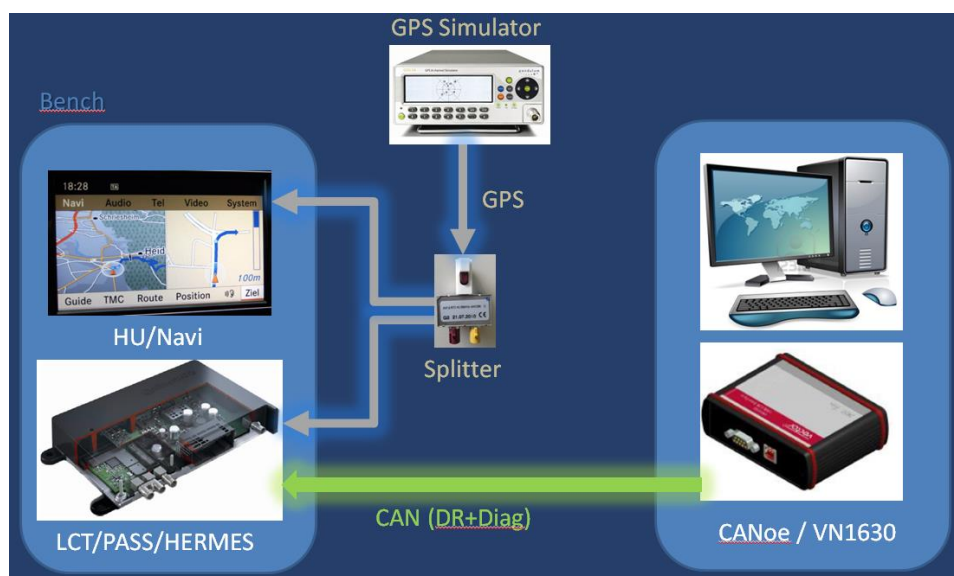 GPS Simulator
Bench
GPS
18:28
Navi Audio Tel Video System
Heid
100m
Guide TMC Route Position Ziel
HU/Navi
Splitter
LCT/PASS/HERMES
CAN (DR+Diag)
CANoe / VN1630